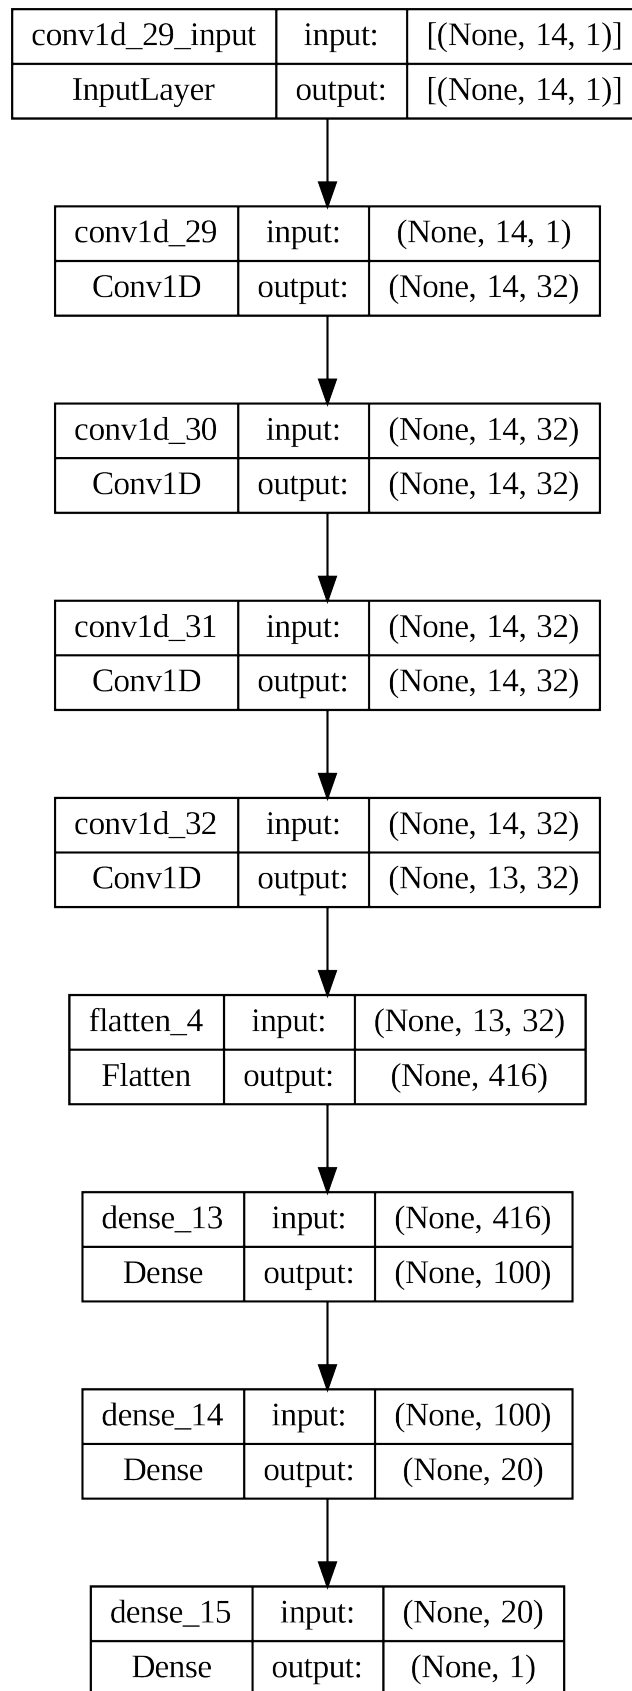 conv1d_29_input input: [(None, 14, 1)]
InputLayer output: [(None, 14, 1)]
conv1d_29 input: (None, 14, 1)
Conv1D output: (None, 14, 32)
conv1d_30 input: (None, 14, 32)
Conv1D output: (None, 14, 32)
conv1d_31 input: (None, 14, 32)
Conv1D output: (None, 14, 32)
conv1d_32 input: (None, 14, 32)
Conv1D output: (None, 13, 32)
flatten_4 input: (None, 13, 32)
Flatten output: (None, 416)
dense_13 input: (None, 416)
Dense output: (None, 100)
dense_14 input: (None, 100)
Dense output: (None, 20)
dense_15 input: (None, 20)
Dense output: (None, 1)